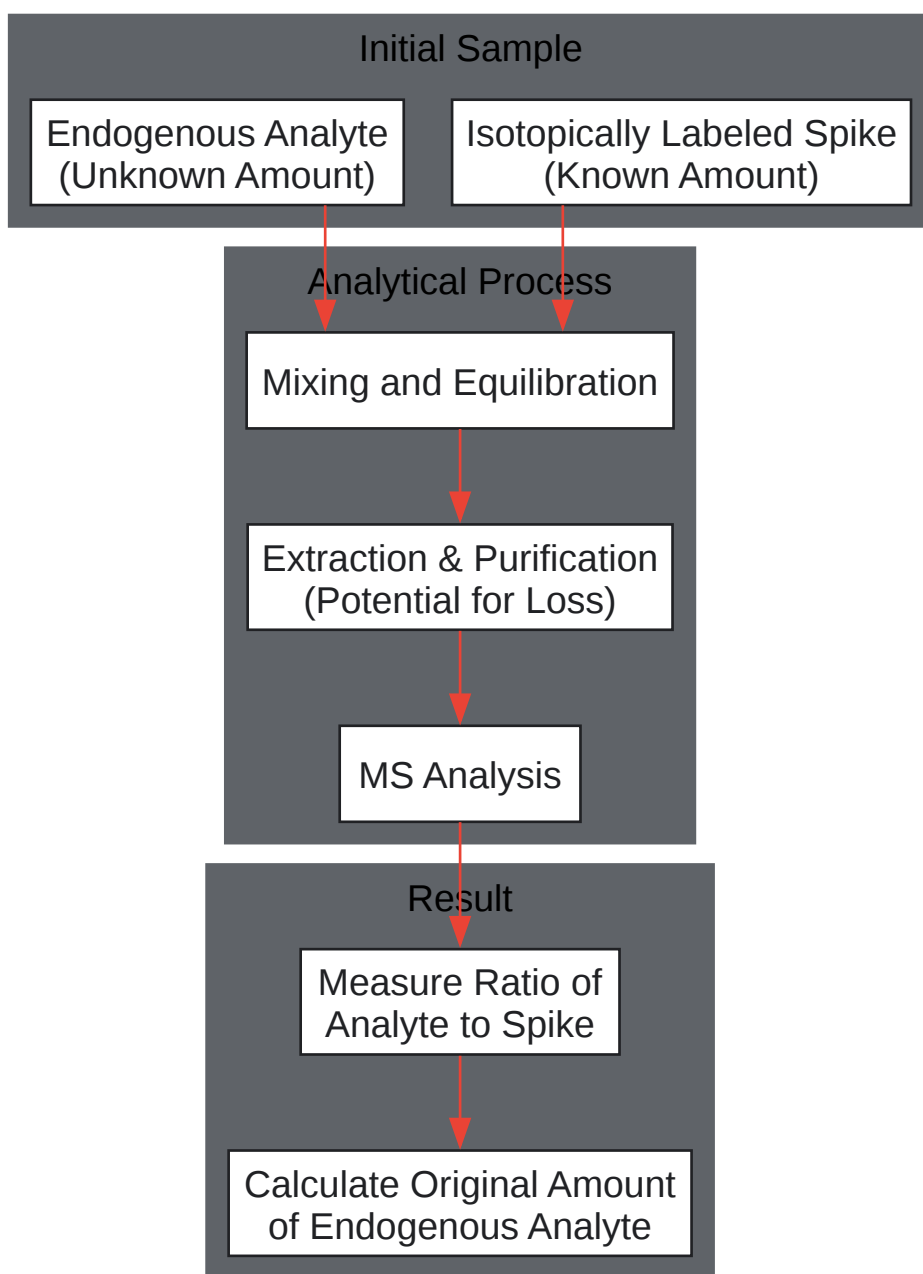 Initial Sample
Endogenous Analyte
(Unknown Amount)
Isotopically Labeled Spike
(Known Amount)
Analytical Process
Mixing and Equilibration
Extraction & Purification
(Potential for Loss)
MS Analysis
Result
Measure Ratio of
Analyte to Spike
Calculate Original Amount
of Endogenous Analyte